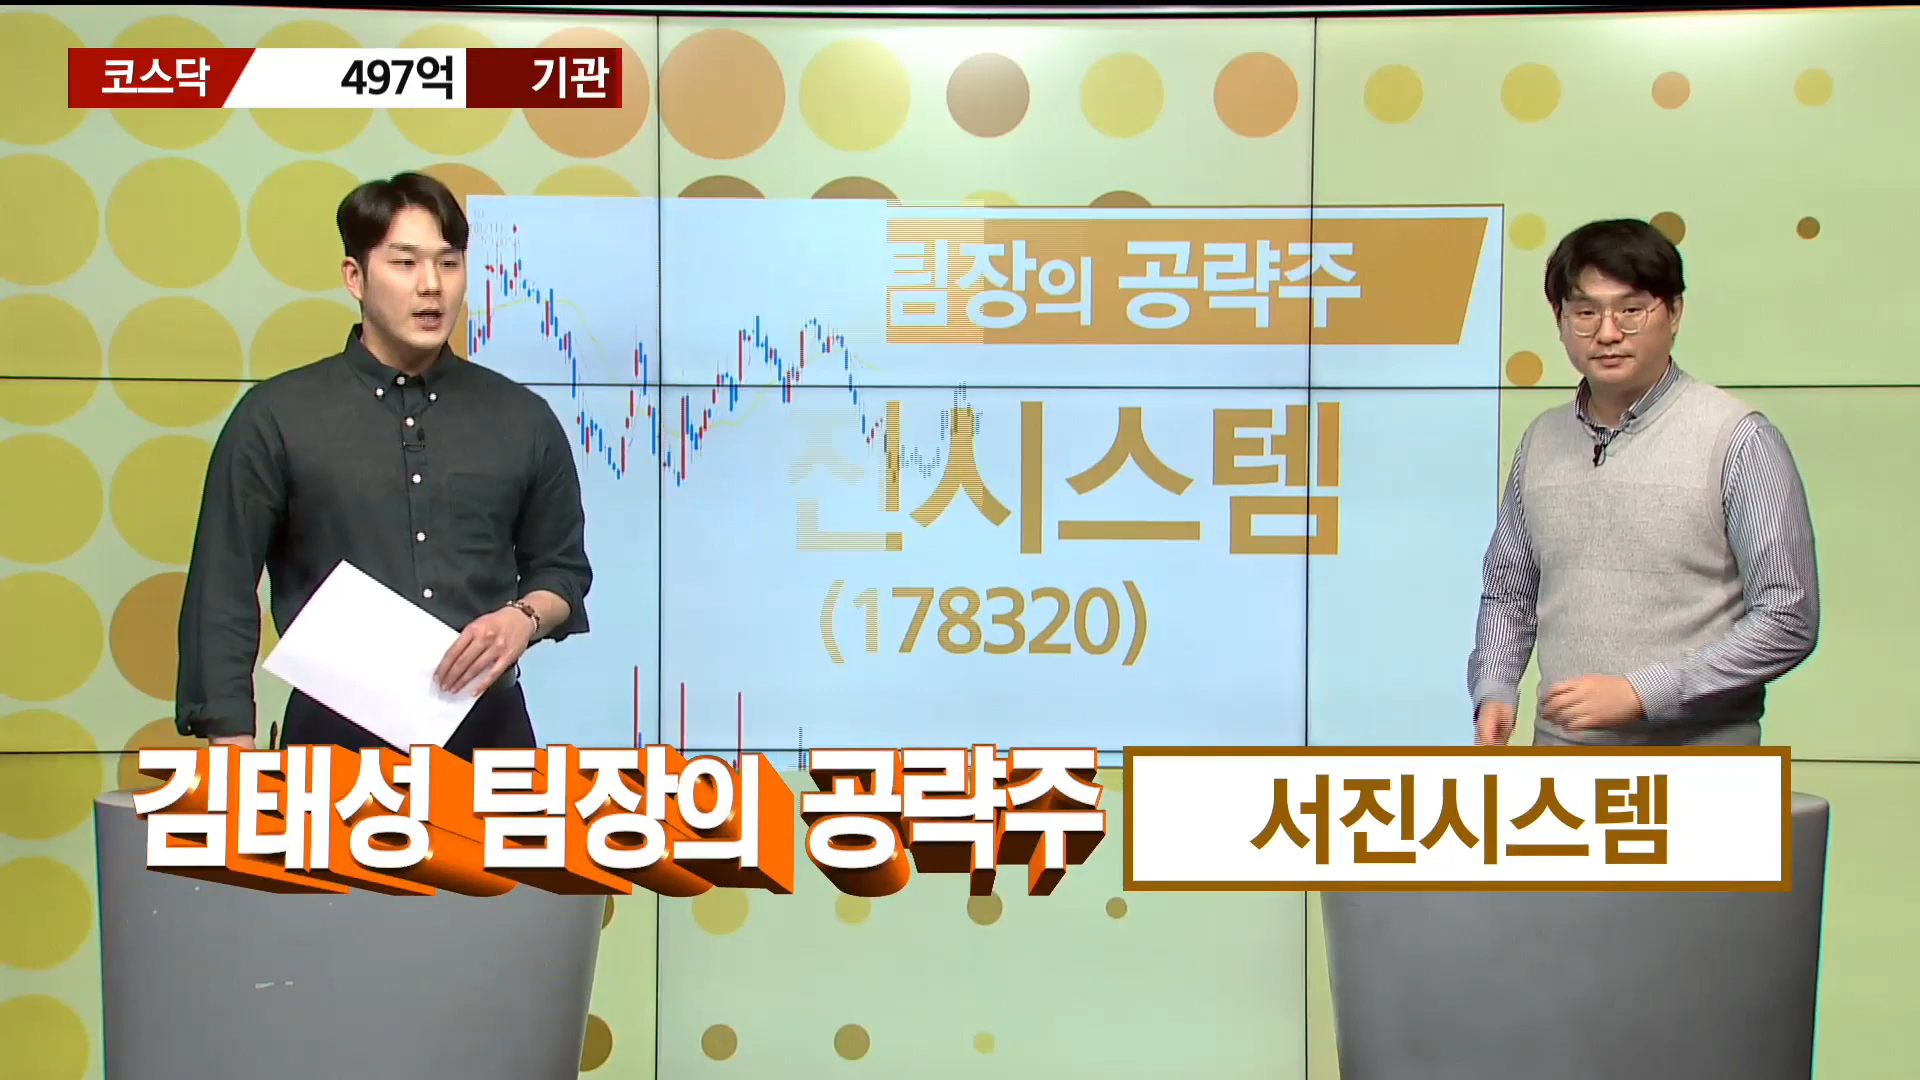 코스닥 497억 기관
팀장의 공략주
진시스템
(178320)
김태성 팀장의 공략주 서진시스템